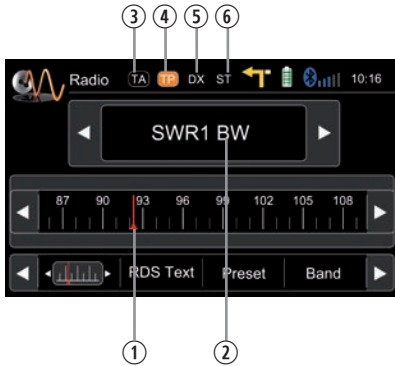 ③ ④ ⑤ ⑥
Radio TA TP DX ST 10:16
SWR1 BW
87 90 93 96 99 102 105 108
RDS Text Preset Band
① ②